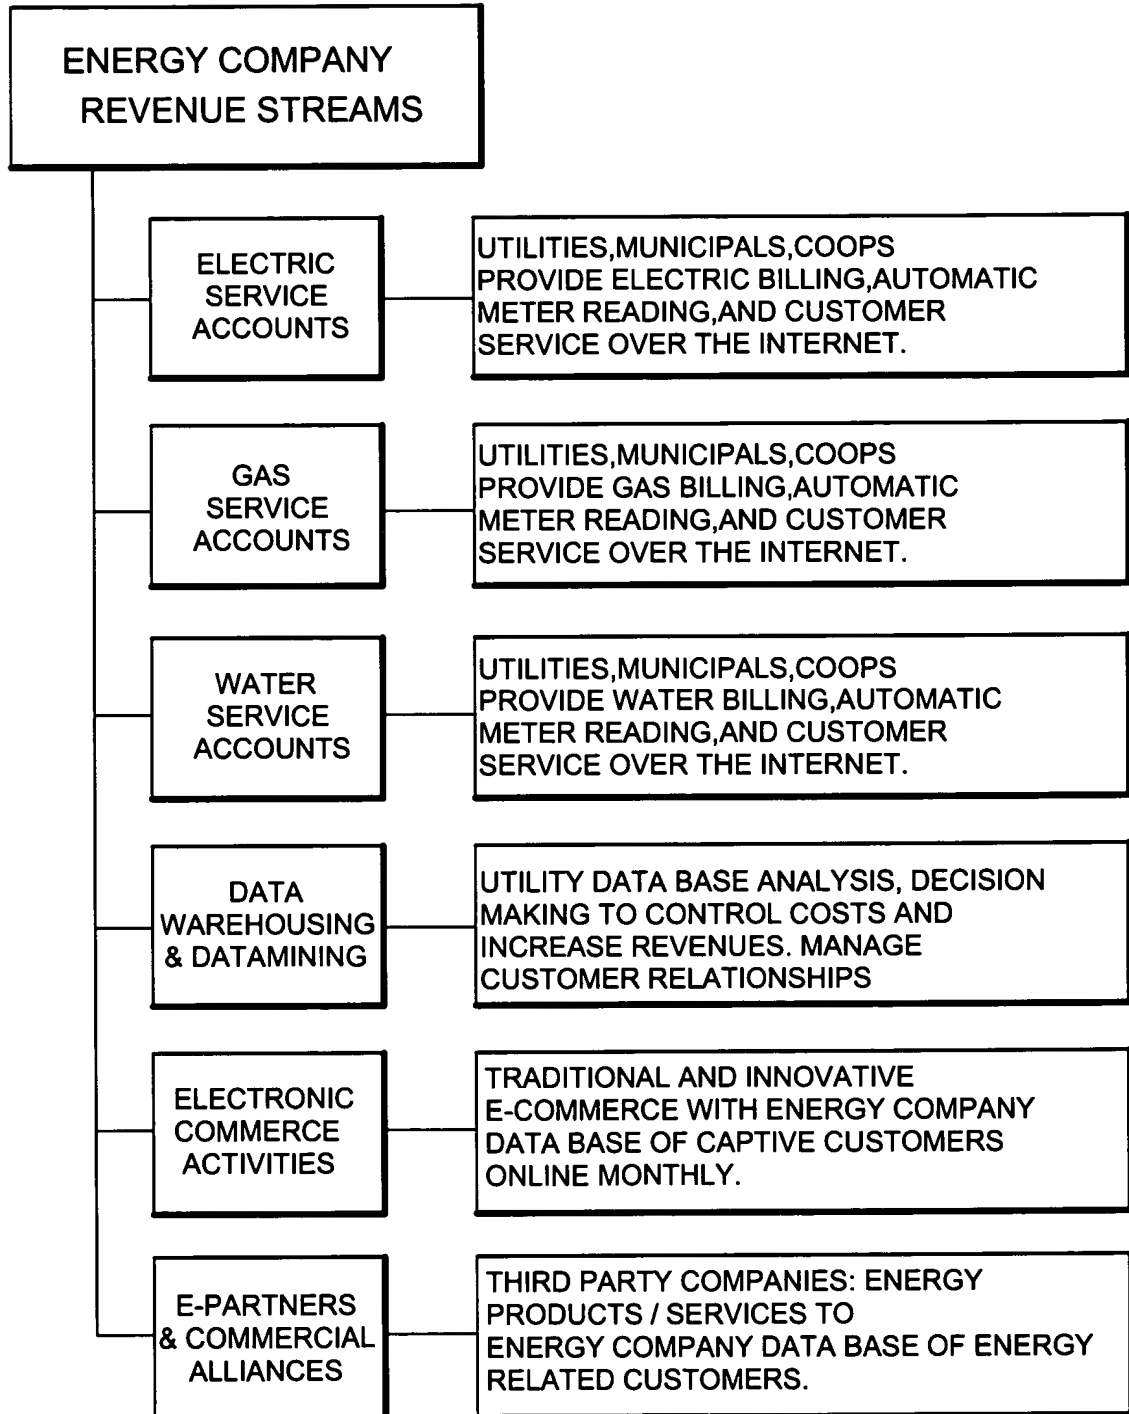 ENERGY COMPANY
REVENUE STREAMS
ELECTRIC
SERVICE
ACCOUNTS
UTILITIES,MUNICIPALS,COOPS
PROVIDE ELECTRIC BILLING,AUTOMATIC
METER READING,AND CUSTOMER
SERVICE OVER THE INTERNET.
GAS
SERVICE
ACCOUNTS
UTILITIES,MUNICIPALS,COOPS
PROVIDE GAS BILLING,AUTOMATIC
METER READING,AND CUSTOMER
SERVICE OVER THE INTERNET.
WATER
SERVICE
ACCOUNTS
UTILITIES,MUNICIPALS,COOPS
PROVIDE WATER BILLING,AUTOMATIC
METER READING,AND CUSTOMER
SERVICE OVER THE INTERNET.
DATA
WAREHOUSING
& DATAMINING
UTILITY DATA BASE ANALYSIS, DECISION
MAKING TO CONTROL COSTS AND
INCREASE REVENUES. MANAGE
CUSTOMER RELATIONSHIPS
ELECTRONIC
COMMERCE
ACTIVITIES
TRADITIONAL AND INNOVATIVE
E-COMMERCE WITH ENERGY COMPANY
DATA BASE OF CAPTIVE CUSTOMERS
ONLINE MONTHLY.
E-PARTNERS
& COMMERCIAL
ALLIANCES
THIRD PARTY COMPANIES: ENERGY
PRODUCTS / SERVICES TO
ENERGY COMPANY DATA BASE OF ENERGY
RELATED CUSTOMERS.